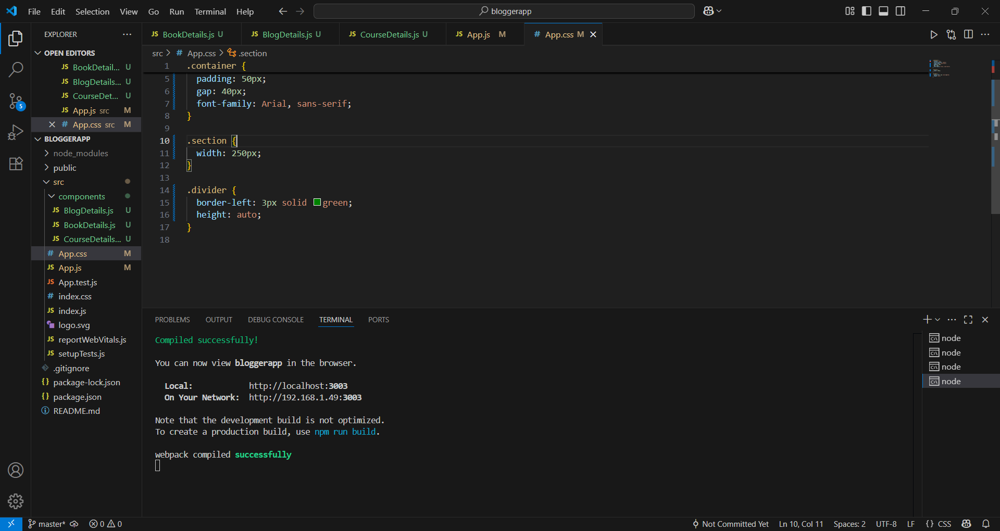 File Edit Selection View Go Run Terminal Help
bloggerapp
EXPLORER
OPEN EDITORS
JS BookDetail... U
JS BlogDetails... U
JS CourseDet... U
JS App.js src M
# App.css src M
BLOGGERAPP
node_modules
public
src
components
JS BlogDetails.js U
JS BookDetails.js U
JS CourseDetails... U
# App.css M
JS App.js M
JS App.test.js
# index.css
JS index.js
logo.svg
JS reportWebVitals.js
JS setupTests.js
.gitignore
{} package-lock.json
{} package.json
README.md
5
JS BookDetails.js U
JS BlogDetails.js U
JS CourseDetails.js U
JS App.js M
# App.css M
src > # App.css > .section
1 .container {
5 padding: 50px;
6 gap: 40px;
7 font-family: Arial, sans-serif;
8 }
9
10 .section {
11 width: 250px;
12 }
13
14 .divider {
15 border-left: 3px solid green;
16 height: auto;
17 }
18
PROBLEMS OUTPUT DEBUG CONSOLE TERMINAL PORTS
Compiled successfully!
You can now view bloggerapp in the browser.
Local: http://localhost:3003
On Your Network: http://192.168.1.49:3003
Note that the development build is not optimized.
To create a production build, use npm run build.
webpack compiled successfully
node
node
node
node
master* 0 0
Not Committed Yet Ln 10, Col 11 Spaces: 2 UTF-8 LF {} CSS